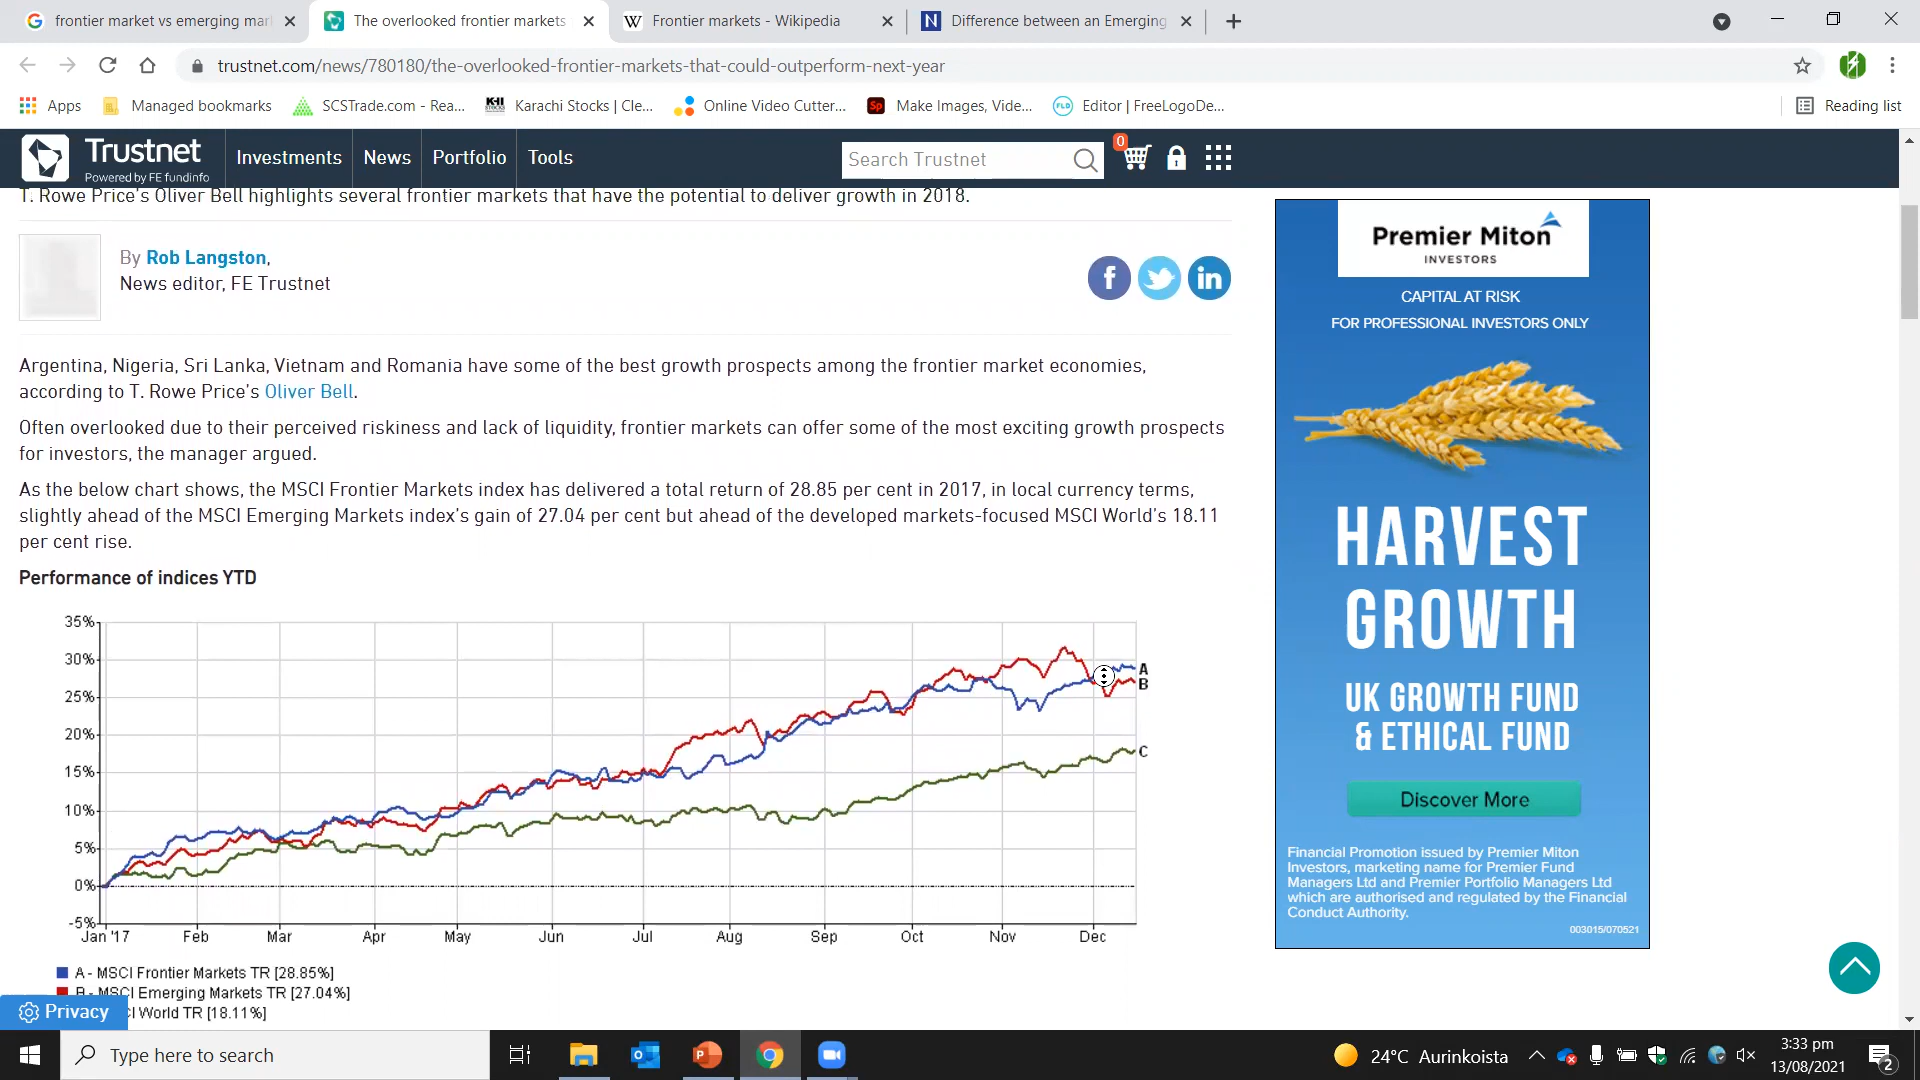 frontier market vs emerging mar
The overlooked frontier markets
Frontier markets - Wikipedia
Difference between an Emerging
trustnet.com/news/780180/the-overlooked-frontier-markets-that-could-outperform-next-year
Apps
Managed bookmarks
SCSTrade.com - Rea...
Karachi Stocks | Cle...
Online Video Cutter...
Sp
Make Images, Vide...
FLD
Editor | FreeLogoDe...
Reading list
Trustnet
Powered by FE fundinfo
Investments
News
Portfolio
Tools
Search Trustnet
0
T. Rowe Price's Oliver Bell highlights several frontier markets that have the potential to deliver growth in 2018.
By Rob Langston,
News editor, FE Trustnet
Argentina, Nigeria, Sri Lanka, Vietnam and Romania have some of the best growth prospects among the frontier market economies,
according to T. Rowe Price's Oliver Bell.
Often overlooked due to their perceived riskiness and lack of liquidity, frontier markets can offer some of the most exciting growth prospects
for investors, the manager argued.
As the below chart shows, the MSCI Frontier Markets index has delivered a total return of 28.85 per cent in 2017, in local currency terms,
slightly ahead of the MSCI Emerging Markets index's gain of 27.04 per cent but ahead of the developed markets-focused MSCI World's 18.11
per cent rise.
Performance of indices YTD
35%
30%
25%
20%
15%
10%
5%
0%
-5%
A
B
C
Jan '17
Feb
Mar
Apr
May
Jun
Jul
Aug
Sep
Oct
Nov
Dec
A - MSCI Frontier Markets TR [28.85%]
B - MSCI Emerging Markets TR [27.04%]
CI World TR [18.11%]
Privacy
Premier Miton
INVESTORS
CAPITAL AT RISK
FOR PROFESSIONAL INVESTORS ONLY
HARVEST
GROWTH
UK GROWTH FUND
& ETHICAL FUND
Discover More
Financial Promotion issued by Premier Miton
Investors, marketing name for Premier Fund
Managers Ltd and Premier Portfolio Managers Ltd
which are authorised and regulated by the Financial
Conduct Authority.
003015/070521
Type here to search
24°C Aurinkoista
3:33 pm
13/08/2021
2